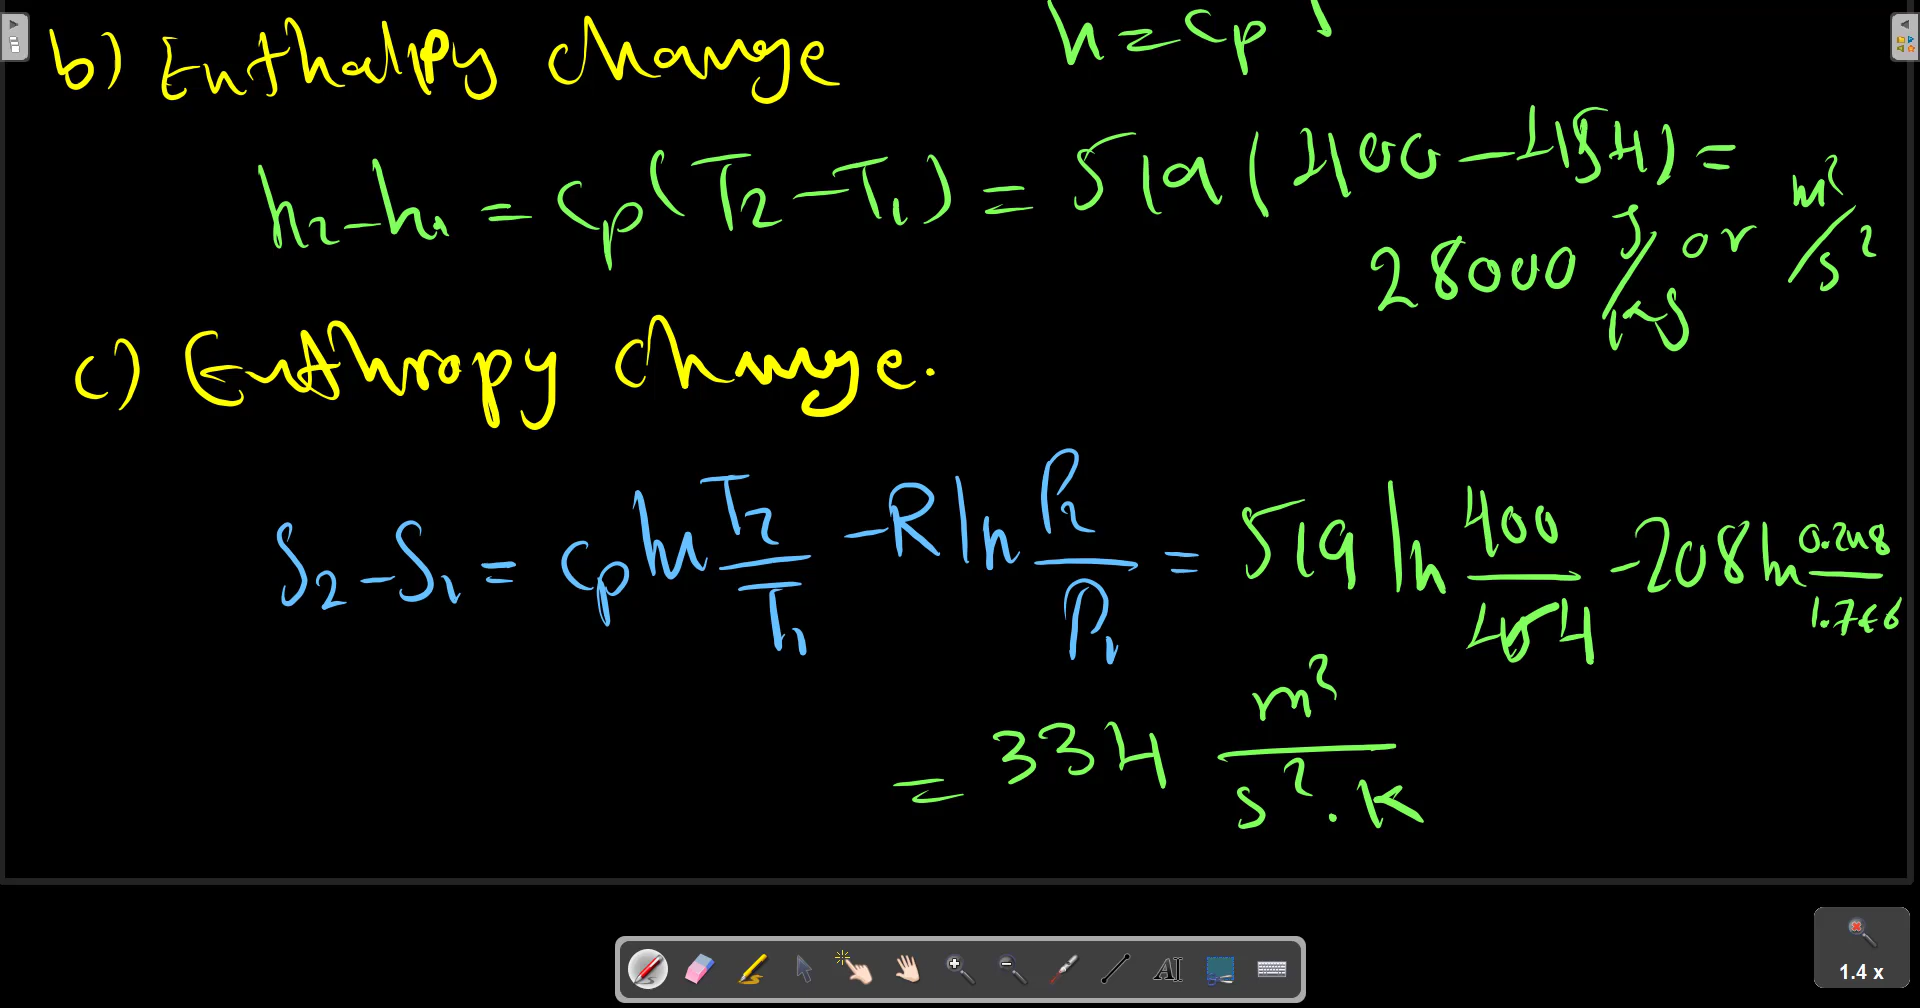 b) Enthalpy change
h = cp T
h2 - h1 = cp(T2 - T1) = 519 (400 - 454) =
28000 J/kg or m²/s²
c) Enthropy change.
S2 - S1 = cp ln T2/T1 - R ln P2/P1 = 519 ln 400/454 - 208 ln 0.248/1.7E6
= 334 m²/s².K
AI
1.4 x